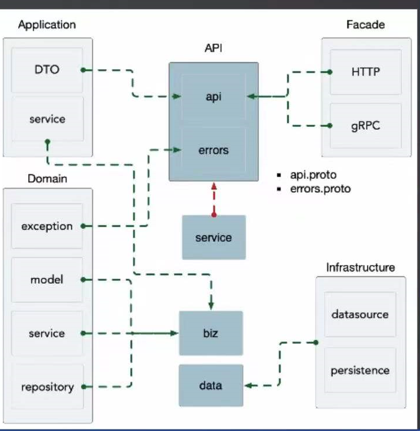 Application
DTO
service
API
api
errors
Facade
HTTP
gRPC
• api.proto
• errors.proto
Domain
exception
model
service
repository
service
biz
data
Infrastructure
datasource
persistence